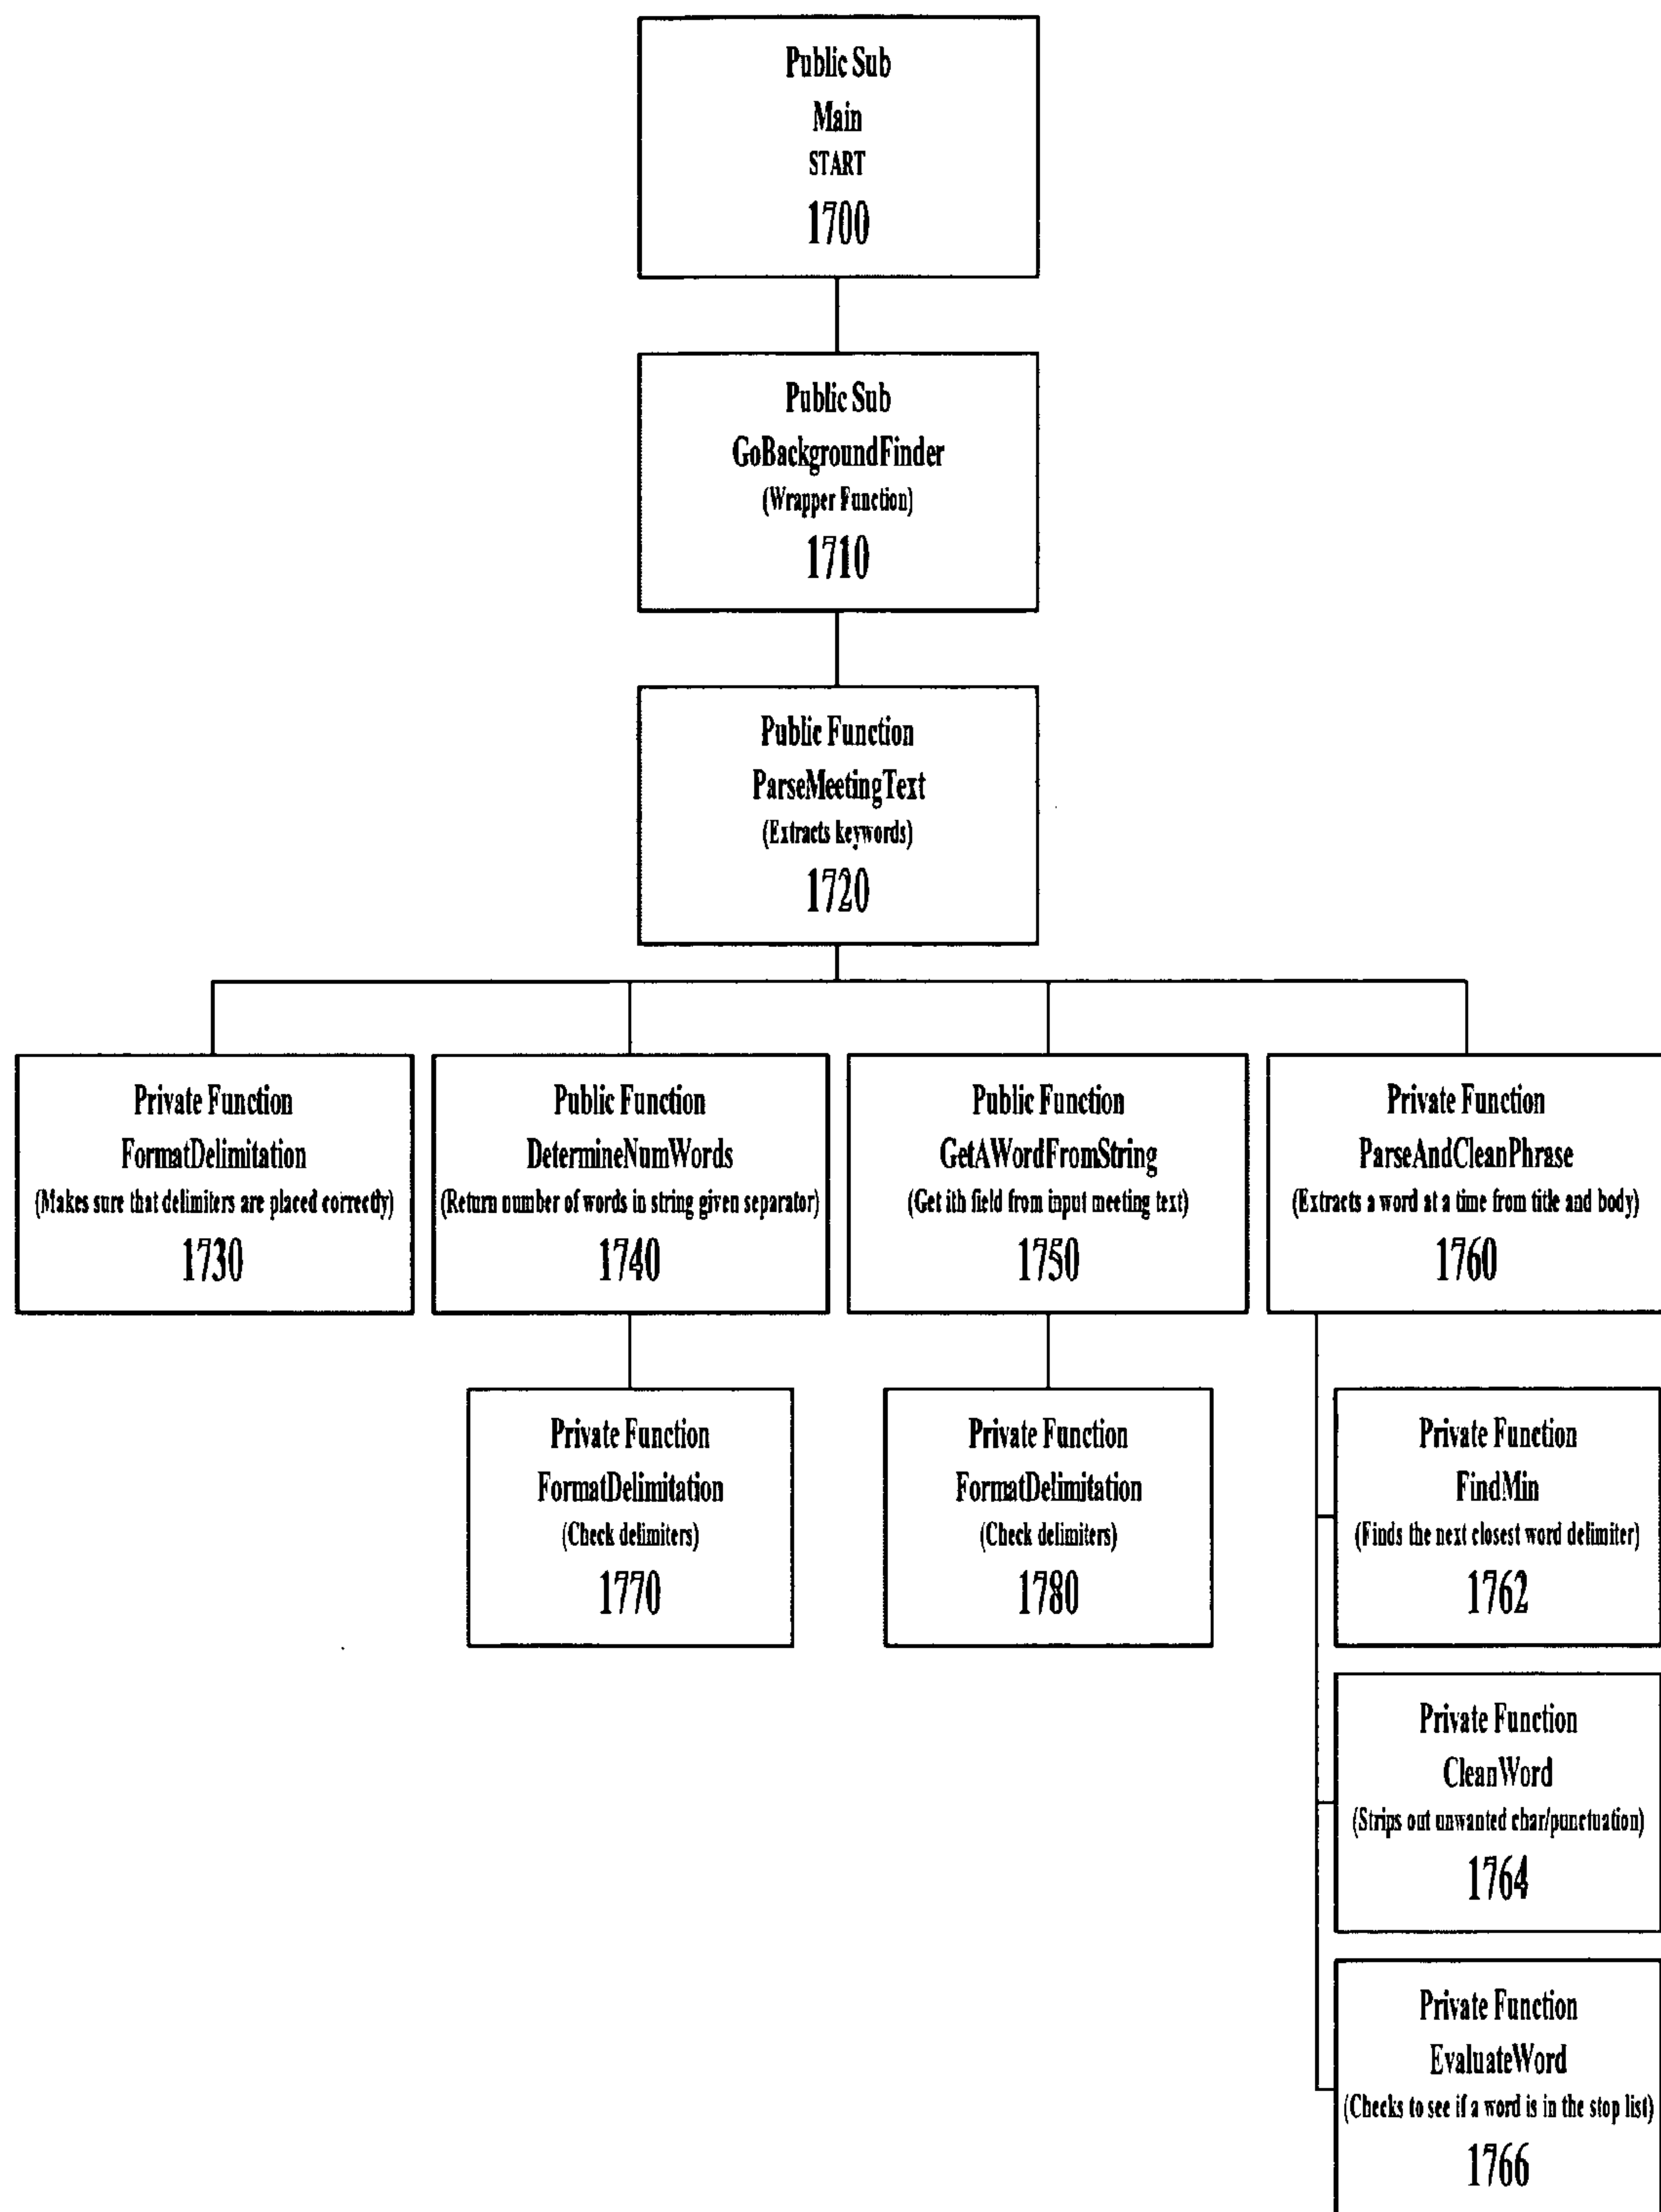 Public Sub
Main
START
1700
Public Sub
GoBackgroundFinder
(Wrapper Function)
1710
Public Function
ParseMeetingText
(Extracts keywords)
1720
Private Function
FormatDelimitation
(Makes sure that delimiters are placed correctly)
1730
Public Function
DetermineNumWords
(Return number of words in string given separator)
1740
Public Function
GetAWordFromString
(Get ith field from input meeting text)
1750
Private Function
ParseAndCleanPhrase
(Extracts a word at a time from title and body)
1760
Private Function
FormatDelimitation
(Check delimiters)
1770
Private Function
FormatDelimitation
(Check delimiters)
1780
Private Function
FindMin
(Finds the next closest word delimiter)
1762
Private Function
CleanWord
(Strips out unwanted char/punctuation)
1764
Private Function
EvaluateWord
(Checks to see if a word is in the stop list)
1766